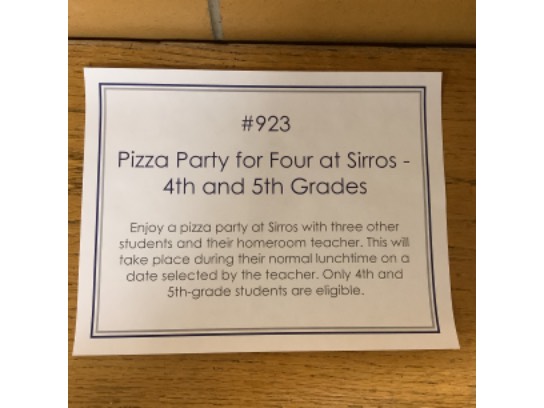 #923
Pizza Party for Four at Sirros -
4th and 5th Grades
Enjoy a pizza party at Sirros with three other
students and their homeroom teacher. This will
take place during their normal lunchtime on a
date selected by the teacher. Only 4th and
5th-grade students are eligible.